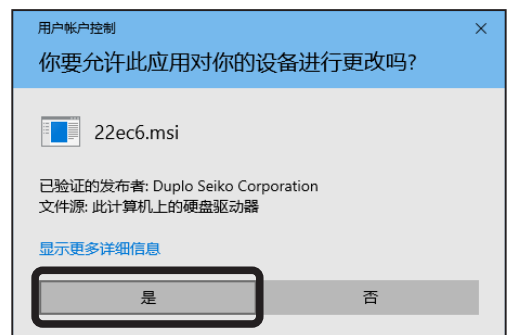 用户帐户控制
你要允许此应用对你的设备进行更改吗?
22ec6.msi
已验证的发布者: Duplo Seiko Corporation
文件源: 此计算机上的硬盘驱动器
显示更多详细信息
是
否